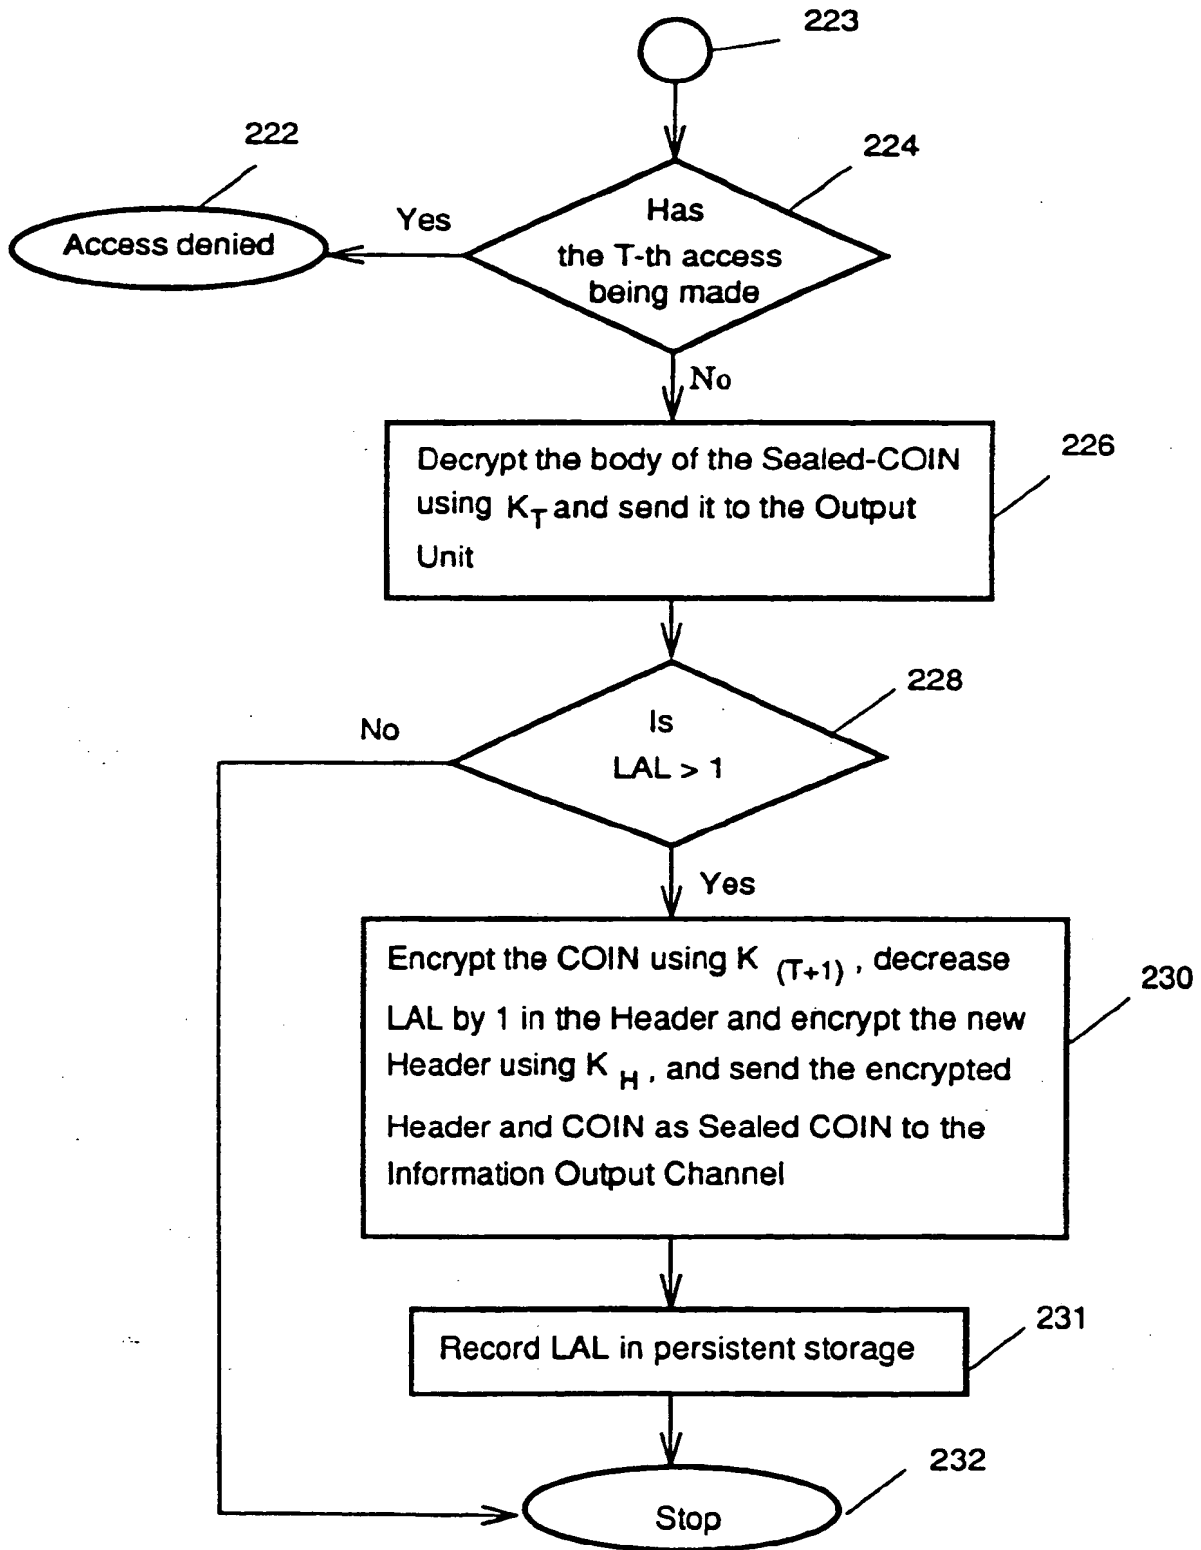 223
222
224
Yes
Access denied
Has
the T-th access
being made
No
226
Decrypt the body of the Sealed-COIN
using K_T and send it to the Output
Unit
228
No
Is
LAL > 1
Yes
230
Encrypt the COIN using K (T+1), decrease
LAL by 1 in the Header and encrypt the new
Header using K H, and send the encrypted
Header and COIN as Sealed COIN to the
Information Output Channel
231
Record LAL in persistent storage
232
Stop